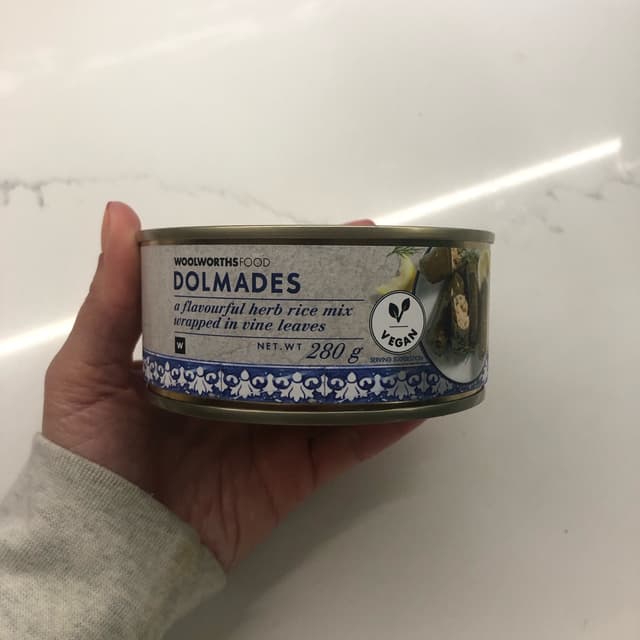 WOOLWORTHSFOOD
DOLMADES
a flavourful herb rice mix
wrapped in vine leaves
W
NET.WT 280 g
VEGAN
SERVING SUGGESTION